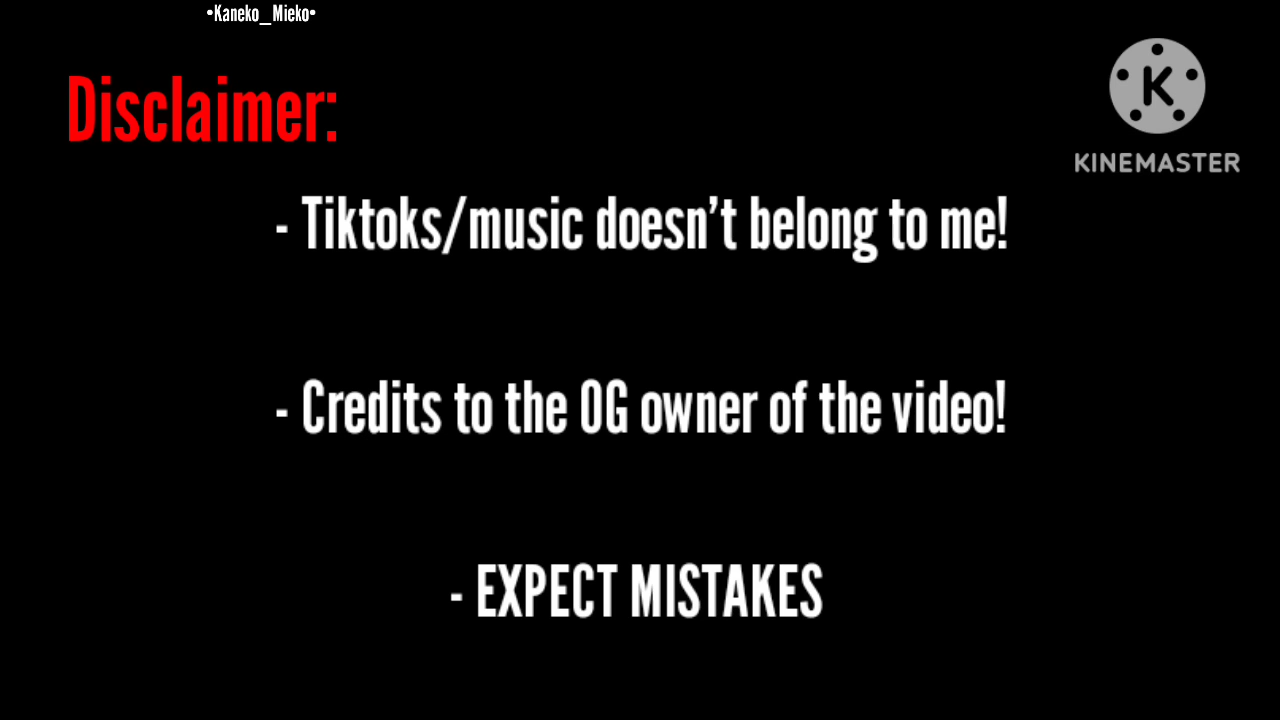 •Kaneko_Mieko•
Disclaimer:
K
KINEMASTER
- Tiktoks/music doesn’t belong to me!
- Credits to the OG owner of the video!
- EXPECT MISTAKES